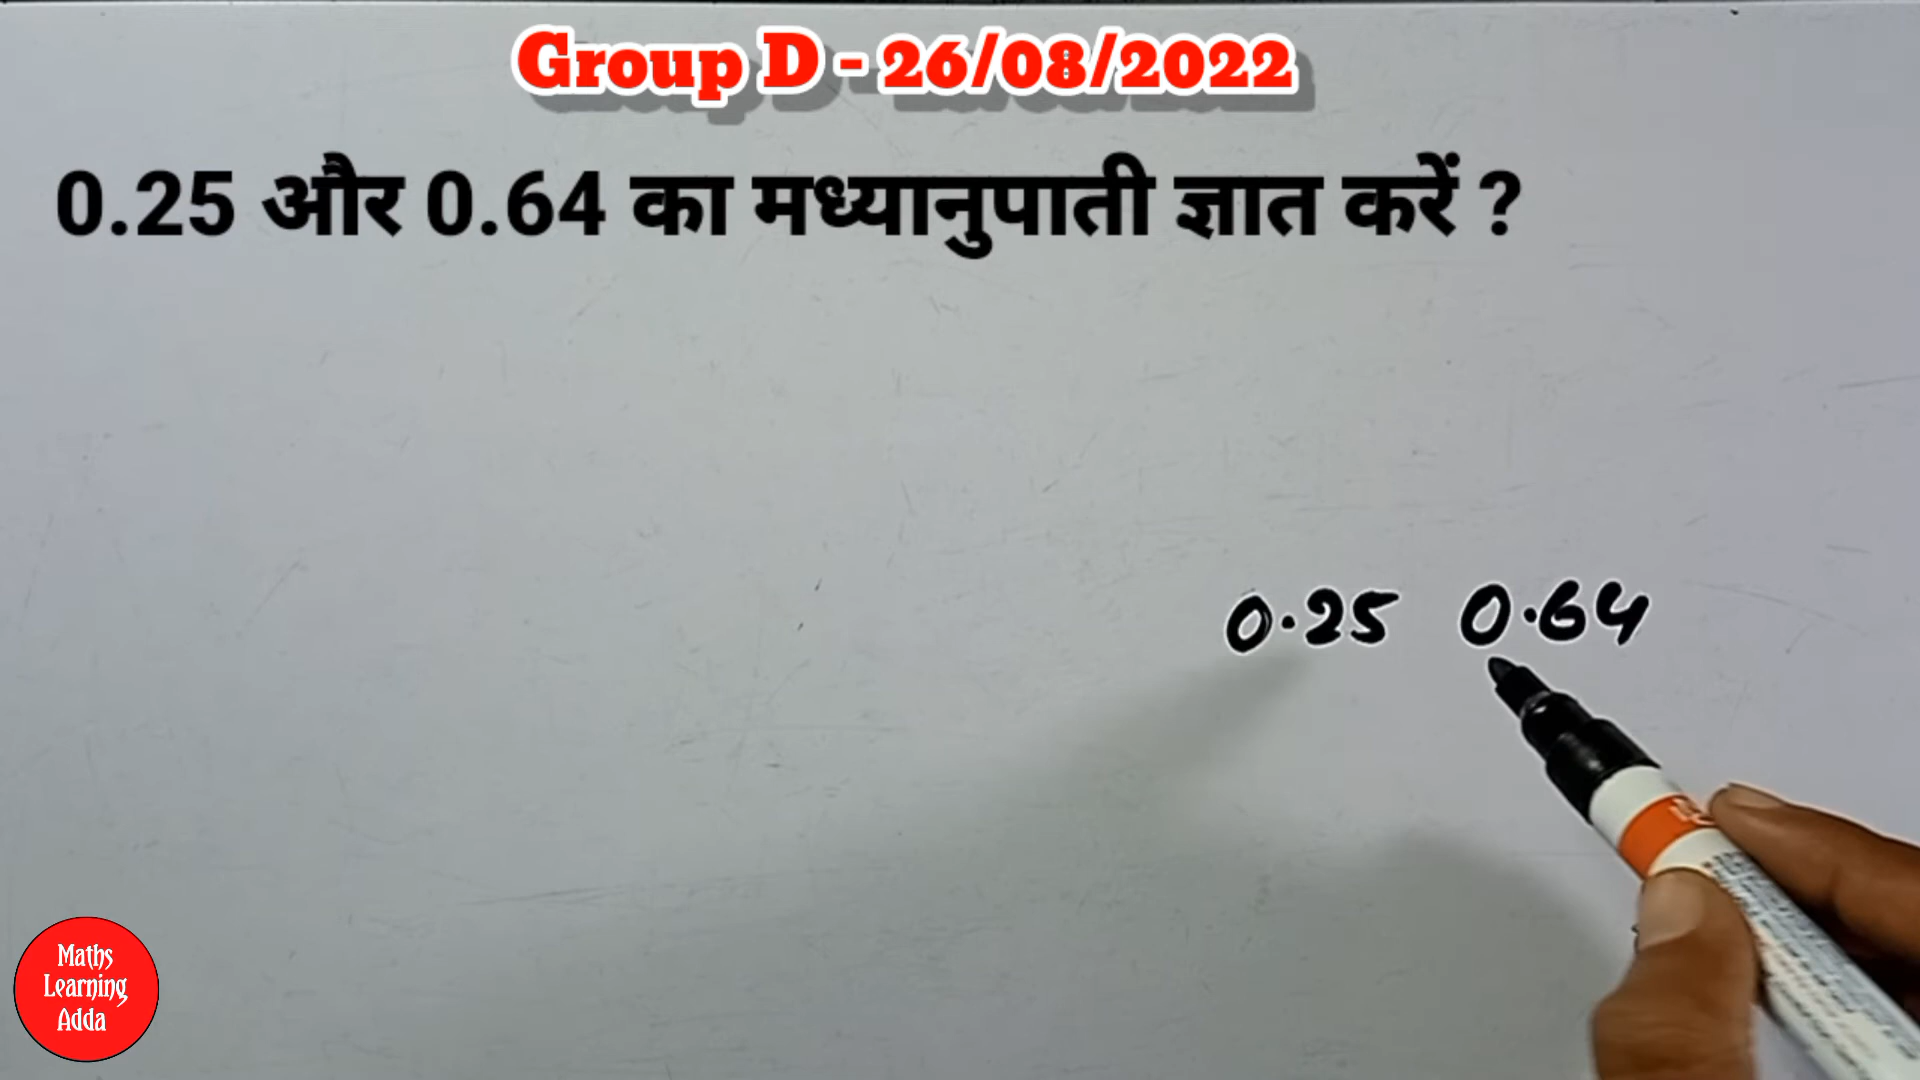 Group D - 26/08/2022
0.25 और 0.64 का मध्यानुपाती ज्ञात करें ?
0.25 0.64
Maths
Learning
Adda